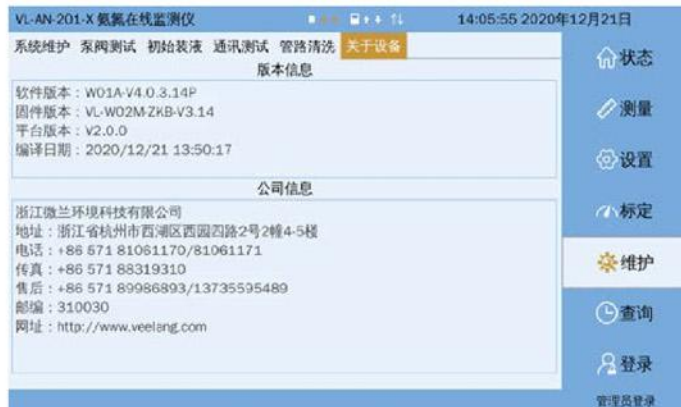 VL-AN-201-X 氨氮在线监测仪 14:05:55 2020年12月21日
系统维护 泵阀测试 初始装液 通讯测试 管路清洗 关于设备
版本信息
软件版本：W01A-V4.0.3.14P
固件版本：VL-W02M-ZKB-V3.14
平台版本：V2.0.0
编译日期：2020/12/21 13:50:17
公司信息
浙江微兰环境科技有限公司
地址：浙江省杭州市西湖区西园四路2号2幢4-5楼
电话：+86 571 81061170/81061171
传真：+86 571 88319310
售后：+86 571 89986893/13735595489
邮编：310030
网址：http://www.veelang.com
状态
测量
设置
标定
维护
查询
登录
管理员登录